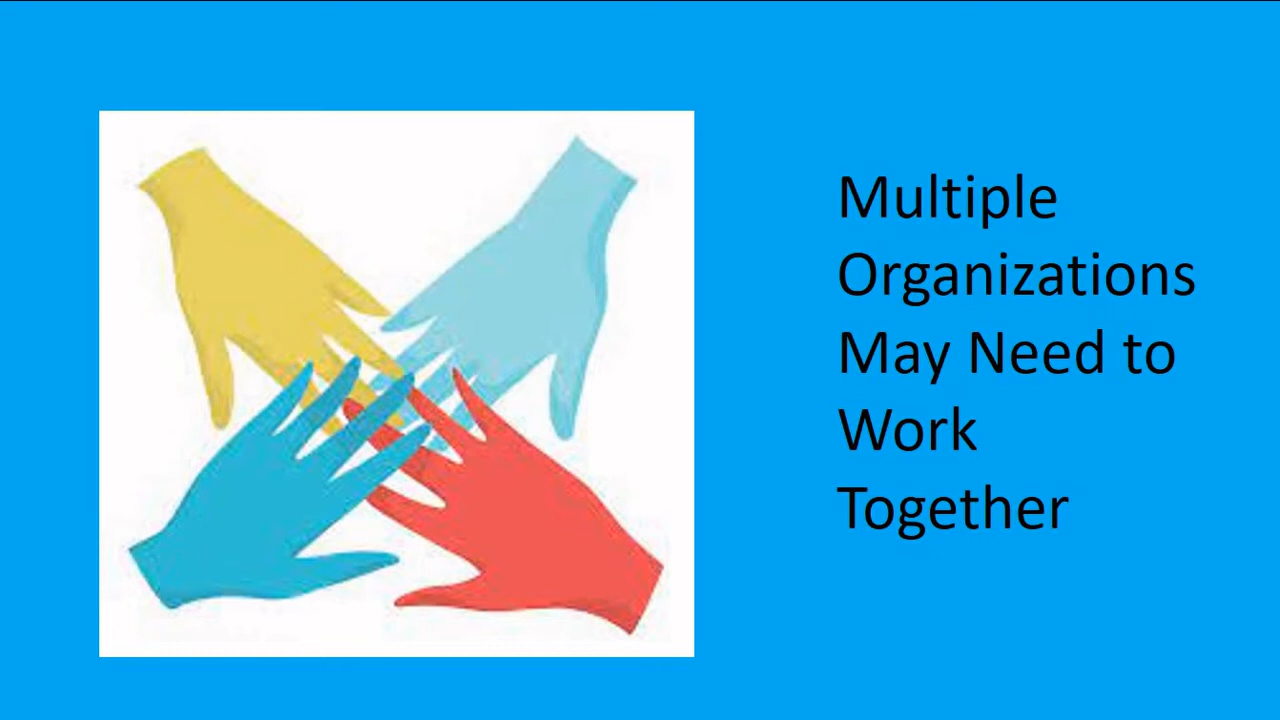 Multiple
Organizations
May Need to
Work
Together